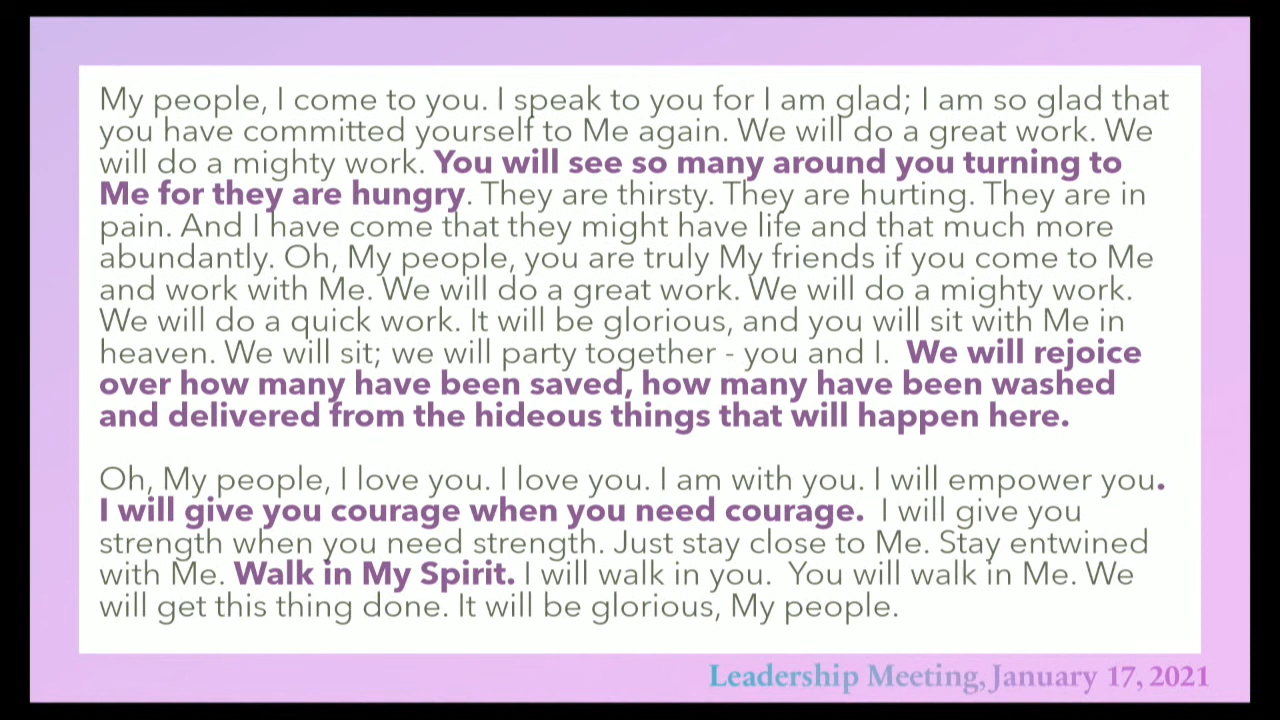 My people, I come to you. I speak to you for I am glad; I am so glad that
you have committed yourself to Me again. We will do a great work. We
will do a mighty work. You will see so many around you turning to
Me for they are hungry. They are thirsty. They are hurting. They are in
pain. And I have come that they might have life and that much more
abundantly. Oh, My people, you are truly My friends if you come to Me
and work with Me. We will do a great work. We will do a mighty work.
We will do a quick work. It will be glorious, and you will sit with Me in
heaven. We will sit; we will party together - you and I.  We will rejoice
over how many have been saved, how many have been washed
and delivered from the hideous things that will happen here.

Oh, My people, I love you. I love you. I am with you. I will empower you.
I will give you courage when you need courage.  I will give you
strength when you need strength. Just stay close to Me. Stay entwined
with Me. Walk in My Spirit. I will walk in you.  You will walk in Me. We
will get this thing done. It will be glorious, My people.
Leadership Meeting, January 17, 2021